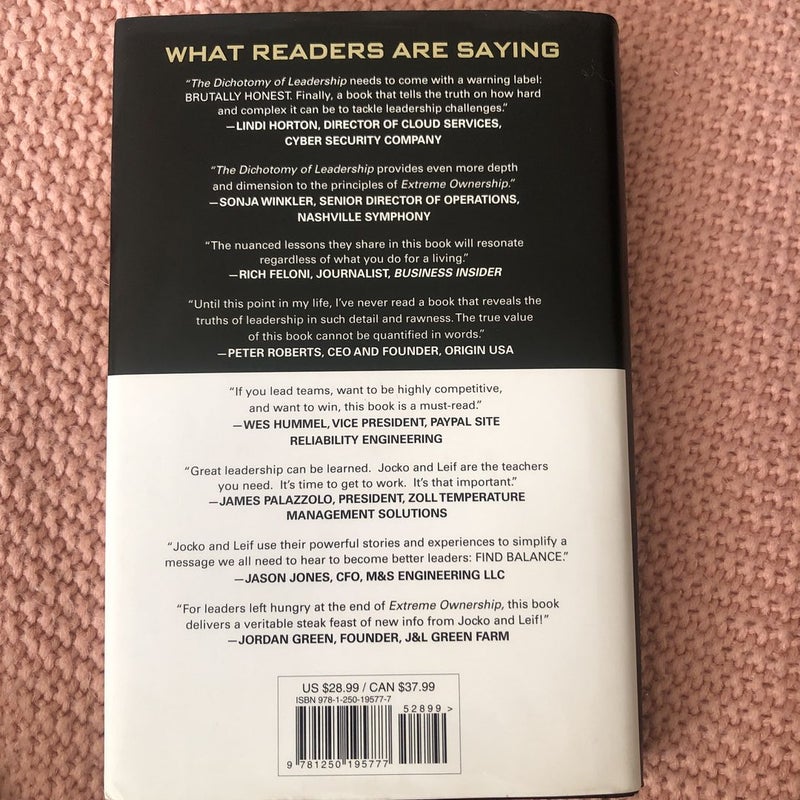 WHAT READERS ARE SAYING
“The Dichotomy of Leadership needs to come with a warning label:
BRUTALLY HONEST. Finally, a book that tells the truth on how hard
and complex it can be to tackle leadership challenges.”
—LINDI HORTON, DIRECTOR OF CLOUD SERVICES,
CYBER SECURITY COMPANY
“The Dichotomy of Leadership provides even more depth
and dimension to the principles of Extreme Ownership.”
—SONJA WINKLER, SENIOR DIRECTOR OF OPERATIONS,
NASHVILLE SYMPHONY
“The nuanced lessons they share in this book will resonate
regardless of what you do for a living.”
—RICH FELONI, JOURNALIST, BUSINESS INSIDER
“Until this point in my life, I’ve never read a book that reveals the
truths of leadership in such detail and rawness. The true value
of this book cannot be quantified in words.”
—PETER ROBERTS, CEO AND FOUNDER, ORIGIN USA
“If you lead teams, want to be highly competitive,
and want to win, this book is a must-read.”
—WES HUMMEL, VICE PRESIDENT, PAYPAL SITE
RELIABILITY ENGINEERING
“Great leadership can be learned. Jocko and Leif are the teachers
you need. It’s time to get to work. It’s that important.”
—JAMES PALAZZOLO, PRESIDENT, ZOLL TEMPERATURE
MANAGEMENT SOLUTIONS
“Jocko and Leif use their powerful stories and experiences to simplify a
message we all need to hear to become better leaders: FIND BALANCE.”
—JASON JONES, CFO, M&S ENGINEERING LLC
“For leaders left hungry at the end of Extreme Ownership, this book
delivers a veritable steak feast of new info from Jocko and Leif!”
—JORDAN GREEN, FOUNDER, J&L GREEN FARM
US $28.99 / CAN $37.99
ISBN 978-1-250-19577-7
52899>
9 781250 195777